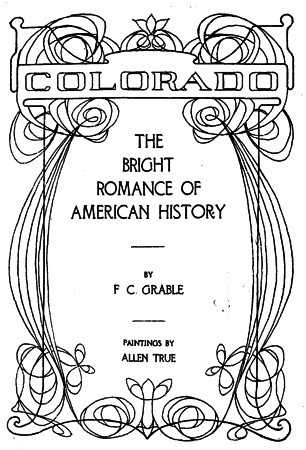 COLORADO
THE
BRIGHT
ROMANCE OF
AMERICAN HISTORY
BY
F C. GRABLE
PAINTINGS BY
ALLEN TRUE